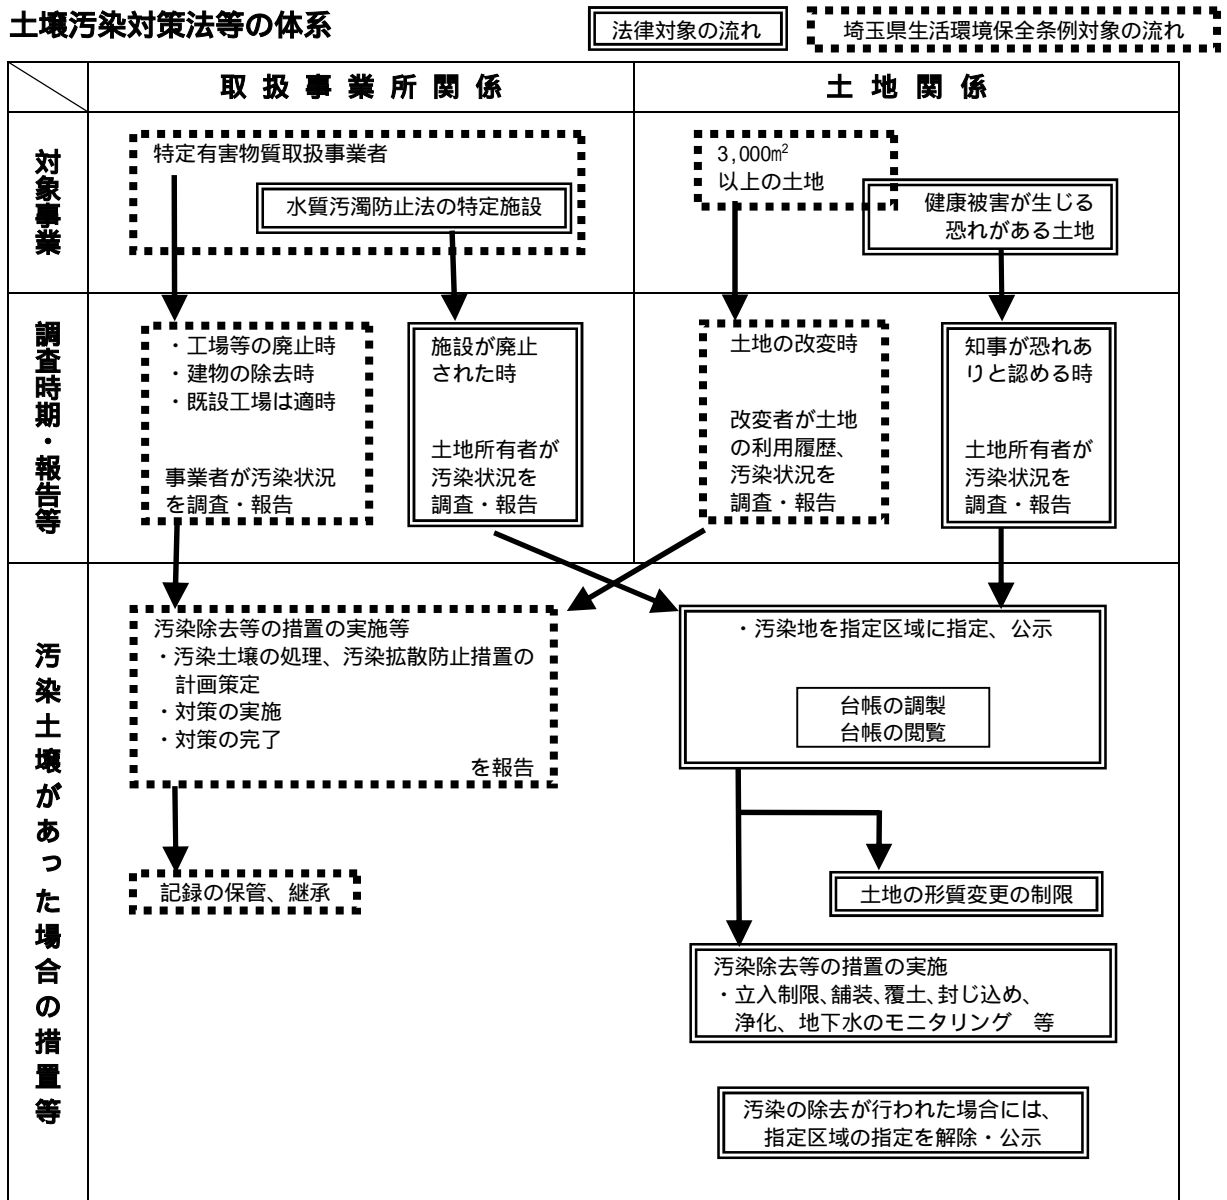 土壌汚染対策法等の体系
法律対象の流れ
埼玉県生活環境保全条例対象の流れ
取扱事業所関係
土地関係
対象事業
特定有害物質取扱事業者
水質汚濁防止法の特定施設
3,000m²
以上の土地
健康被害が生じる
恐れがある土地
調査時期・報告等
・工場等の廃止時
・建物の除去時
・既設工場は適時
事業者が汚染状況
を調査・報告
施設が廃止
された時
土地所有者が
汚染状況を
調査・報告
土地の改変時
改変者が土地
の利用履歴、
汚染状況を
調査・報告
知事が恐れあ
りと認める時
土地所有者が
汚染状況を
調査・報告
汚染土壌があった場合の措置等
汚染除去等の措置の実施等
・汚染土壌の処理、汚染拡散防止措置の
計画策定
・対策の実施
・対策の完了
を報告
記録の保管、継承
・汚染地を指定区域に指定、公示
台帳の調製
台帳の閲覧
土地の形質変更の制限
汚染除去等の措置の実施
・立入制限、舗装、覆土、封じ込め、
浄化、地下水のモニタリング 等
汚染の除去が行われた場合には、
指定区域の指定を解除・公示